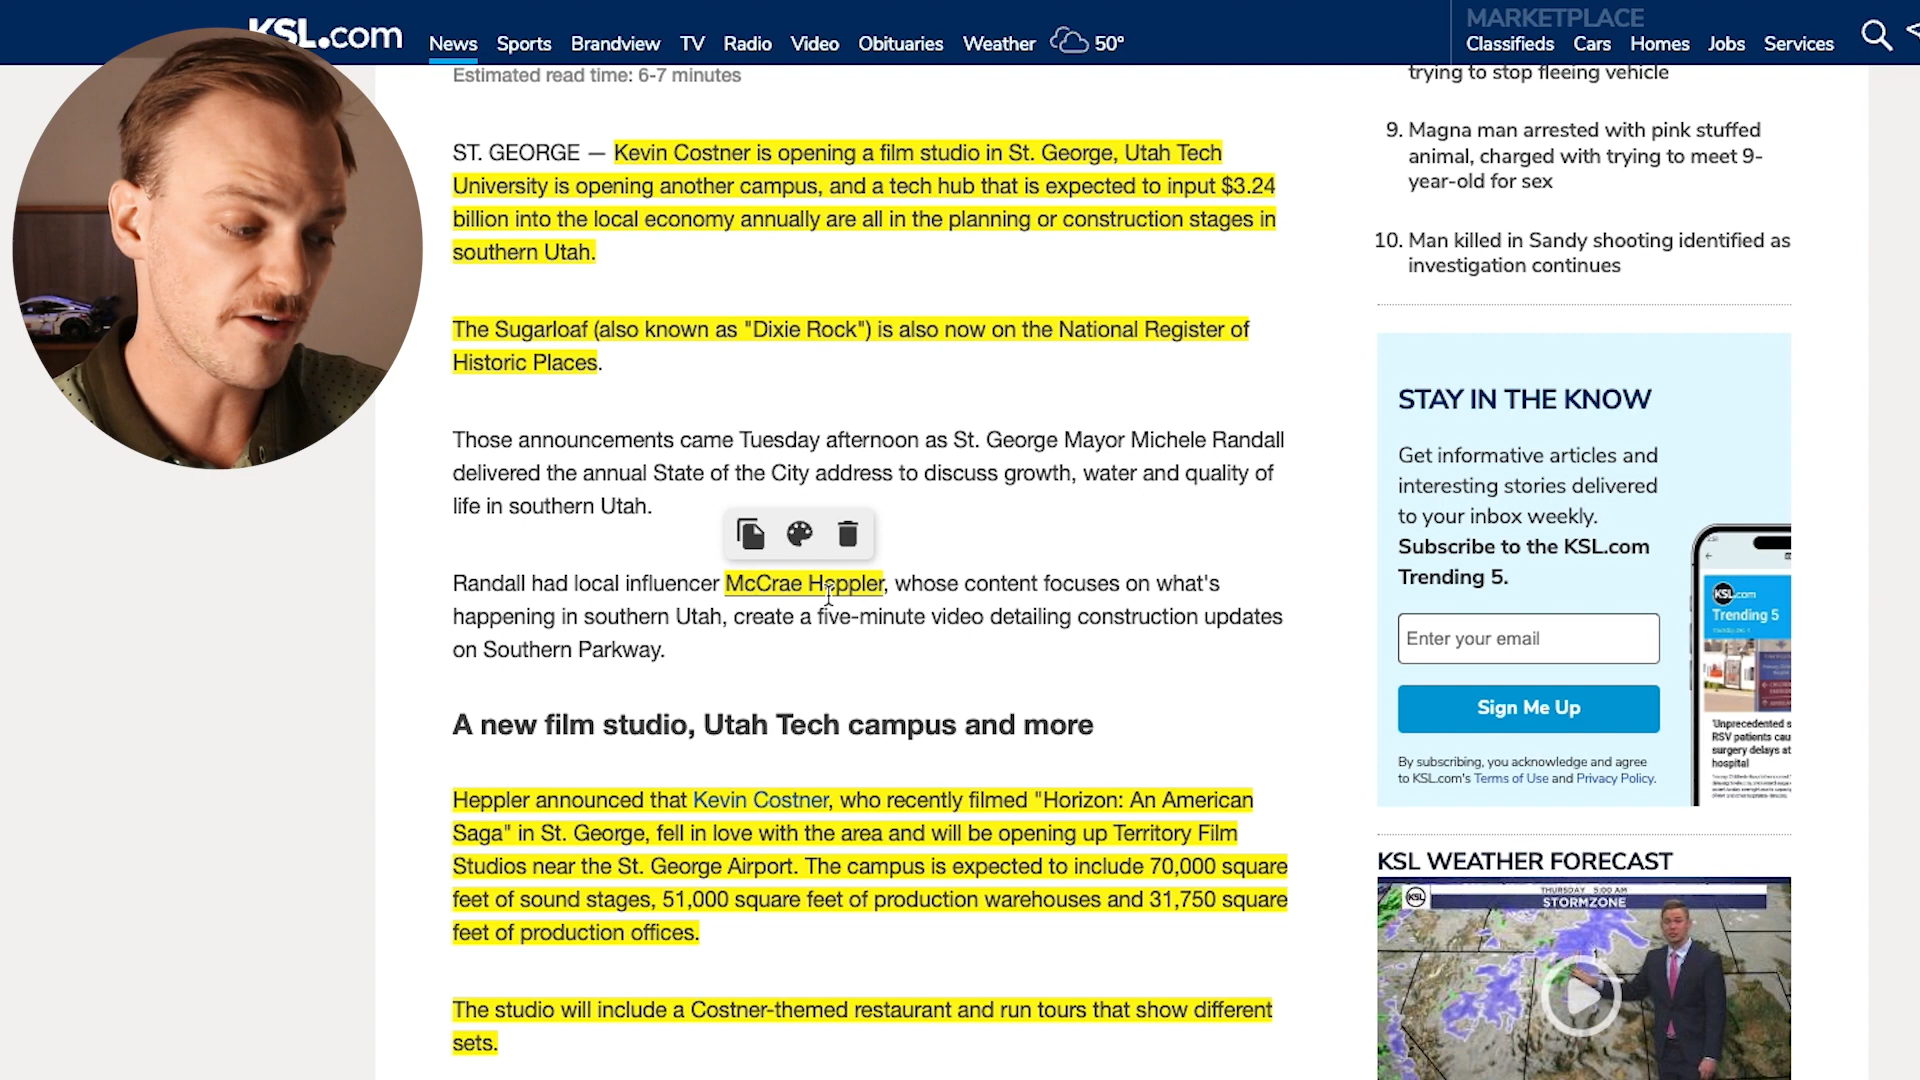 KSL.com
News Sports Brandview TV Radio Video Obituaries Weather 50°
MARKETPLACE
Classifieds Cars Homes Jobs Services
Estimated read time: 6-7 minutes
ST. GEORGE — Kevin Costner is opening a film studio in St. George, Utah Tech
University is opening another campus, and a tech hub that is expected to input $3.24
billion into the local economy annually are all in the planning or construction stages in
southern Utah.
The Sugarloaf (also known as "Dixie Rock") is also now on the National Register of
Historic Places.
Those announcements came Tuesday afternoon as St. George Mayor Michele Randall
delivered the annual State of the City address to discuss growth, water and quality of
life in southern Utah.
Randall had local influencer McCrae Heppler, whose content focuses on what's
happening in southern Utah, create a five-minute video detailing construction updates
on Southern Parkway.
A new film studio, Utah Tech campus and more
Heppler announced that Kevin Costner, who recently filmed "Horizon: An American
Saga" in St. George, fell in love with the area and will be opening up Territory Film
Studios near the St. George Airport. The campus is expected to include 70,000 square
feet of sound stages, 51,000 square feet of production warehouses and 31,750 square
feet of production offices.
The studio will include a Costner-themed restaurant and run tours that show different
sets.
trying to stop fleeing vehicle
9. Magna man arrested with pink stuffed
animal, charged with trying to meet 9-
year-old for sex
10. Man killed in Sandy shooting identified as
investigation continues
STAY IN THE KNOW
Get informative articles and
interesting stories delivered
to your inbox weekly.
Subscribe to the KSL.com
Trending 5.
Enter your email
Sign Me Up
By subscribing, you acknowledge and agree
to KSL.com's Terms of Use and Privacy Policy.
KSL.com
Trending 5
'Unprecedented s
RSV patients cau
surgery delays at
hospital
KSL WEATHER FORECAST
KSL
THURSDAY 5:00 AM
STORMZONE